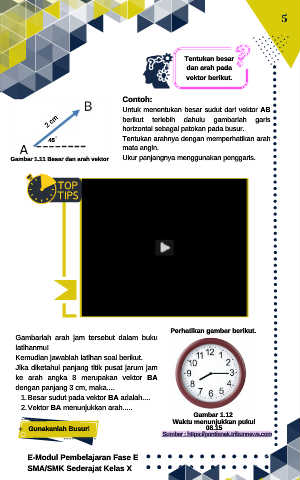 5
Tentukan besar
dan arah pada
vektor berikut.
?
B
2 cm
45°
A
Gambar 1.11 Besar dan arah vektor
Contoh:
Untuk menentukan besar sudut dari vektor AB
berikut terlebih dahulu gambarlah garis
horizontal sebagai patokan pada busur.
Tentukan arahnya dengan memperhatikan arah
mata angin.
Ukur panjangnya menggunakan penggaris.
TOP
TIPS
Gambarlah arah jam tersebut dalam buku
latihanmu!
Kemudian jawablah latihan soal berikut.
Jika diketahui panjang titik pusat jarum jam
ke arah angka 8 merupakan vektor BA
dengan panjang 3 cm, maka....
1. Besar sudut pada vektor BA adalah....
2. Vektor BA menunjukkan arah.....
Gunakanlah Busur!
Perhatikan gambar berikut.
12
1
2
3
4
5
6
7
8
9
10
11
Gambar 1.12
Waktu menunjukkan pukul
08.15
Sumber : https://pontianak.tribunnews.com
E-Modul Pembelajaran Fase E
SMA/SMK Sederajat Kelas X